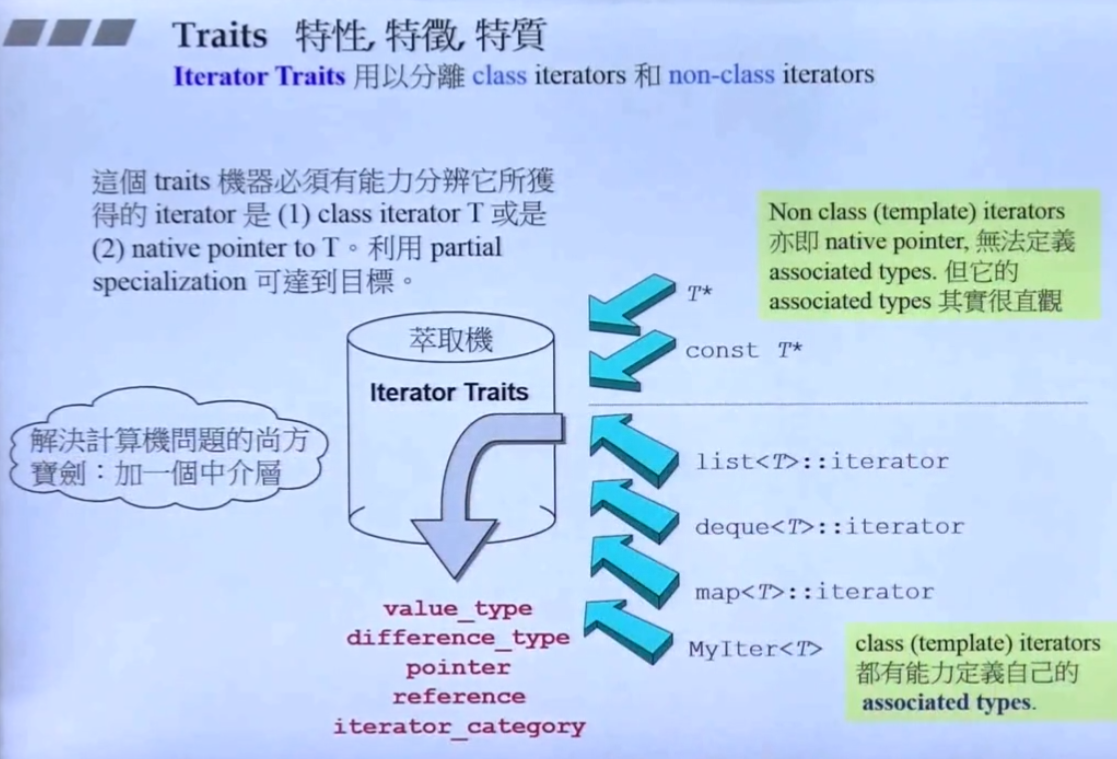 Traits 特性, 特徵, 特質
Iterator Traits 用以分離 class iterators 和 non-class iterators
這個 traits 機器必須有能力分辨它所獲
得的 iterator 是 (1) class iterator T 或是
(2) native pointer to T。利用 partial
specialization 可達到目標。
Non class (template) iterators
亦即 native pointer, 無法定義
associated types. 但它的
associated types 其實很直觀
T*
const T*
萃取機
Iterator Traits
解決計算機問題的尚方
寶劍：加一個中介層
list<T>::iterator
deque<T>::iterator
map<T>::iterator
MyIter<T>
value_type
difference_type
pointer
reference
iterator_category
class (template) iterators
都有能力定義自己的
associated types.